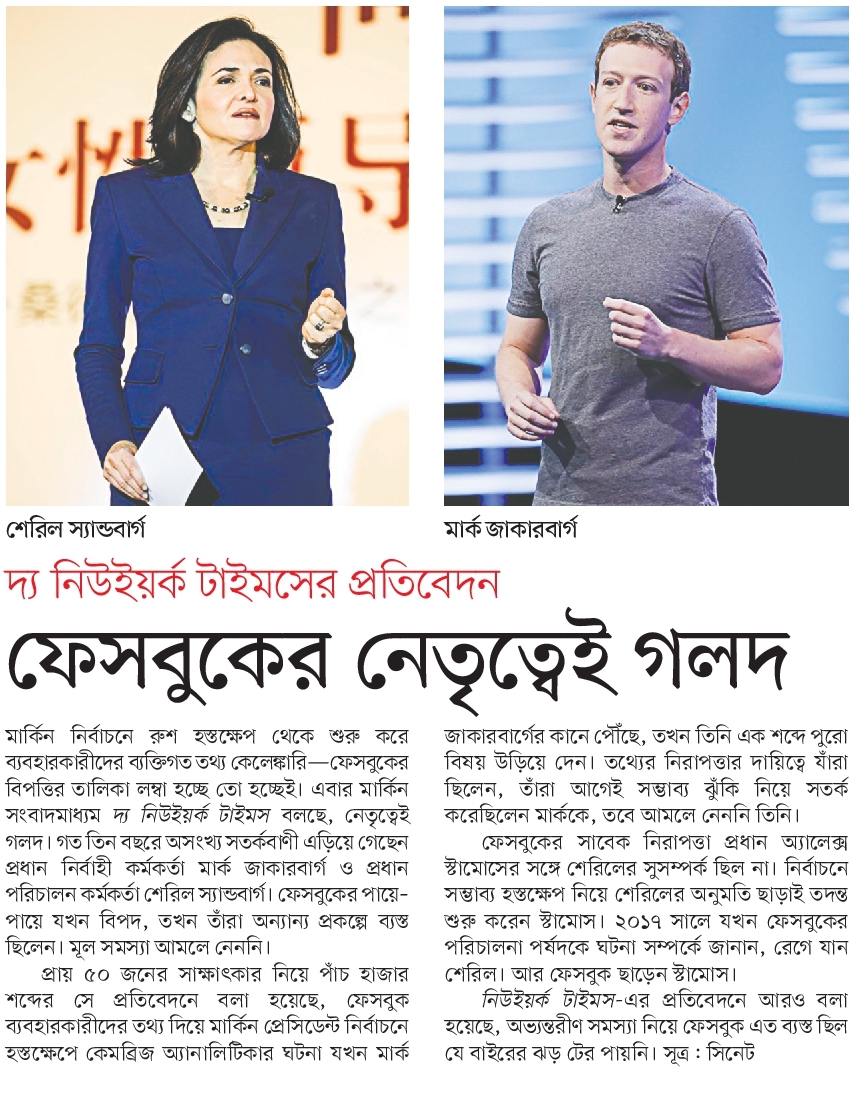 女性 导
শেরিল স্যান্ডবার্গ
মার্ক জাকারবার্গ
দ্য নিউইয়র্ক টাইমসের প্রতিবেদন
ফেসবুকের নেতৃত্বেই গলদ
মার্কিন নির্বাচনে রুশ হস্তক্ষেপ থেকে শুরু করে
ব্যবহারকারীদের ব্যক্তিগত তথ্য কেলেঙ্কারি—ফেসবুকের
বিপত্তির তালিকা লম্বা হচ্ছে তো হচ্ছেই। এবার মার্কিন
সংবাদমাধ্যম দ্য নিউইয়র্ক টাইমস বলছে, নেতৃত্বেই
গলদ। গত তিন বছরে অসংখ্য সতর্কবাণী এড়িয়ে গেছেন
প্রধান নির্বাহী কর্মকর্তা মার্ক জাকারবার্গ ও প্রধান
পরিচালন কর্মকর্তা শেরিল স্যান্ডবার্গ। ফেসবুকের পায়ে-
পায়ে যখন বিপদ, তখন তাঁরা অন্যান্য প্রকল্পে ব্যস্ত
ছিলেন। মূল সমস্যা আমলে নেননি।
প্রায় ৫০ জনের সাক্ষাৎকার নিয়ে পাঁচ হাজার
শব্দের সে প্রতিবেদনে বলা হয়েছে, ফেসবুক
ব্যবহারকারীদের তথ্য দিয়ে মার্কিন প্রেসিডেন্ট নির্বাচনে
হস্তক্ষেপে কেমব্রিজ অ্যানালিটিকার ঘটনা যখন মার্ক
জাকারবার্গের কানে পৌঁছে, তখন তিনি এক শব্দে পুরো
বিষয় উড়িয়ে দেন। তথ্যের নিরাপত্তার দায়িত্বে যাঁরা
ছিলেন, তাঁরা আগেই সম্ভাব্য ঝুঁকি নিয়ে সতর্ক
করেছিলেন মার্ককে, তবে আমলে নেননি তিনি।
ফেসবুকের সাবেক নিরাপত্তা প্রধান অ্যালেক্স
স্টামোসের সঙ্গে শেরিলের সুসম্পর্ক ছিল না। নির্বাচনে
সম্ভাব্য হস্তক্ষেপ নিয়ে শেরিলের অনুমতি ছাড়াই তদন্ত
শুরু করেন স্টামোস। ২০১৭ সালে যখন ফেসবুকের
পরিচালনা পর্ষদকে ঘটনা সম্পর্কে জানান, রেগে যান
শেরিল। আর ফেসবুক ছাড়েন স্টামোস।
নিউইয়র্ক টাইমস-এর প্রতিবেদনে আরও বলা
হয়েছে, অভ্যন্তরীণ সমস্যা নিয়ে ফেসবুক এত ব্যস্ত ছিল
যে বাইরের ঝড় টের পায়নি। সূত্র : সিনেট